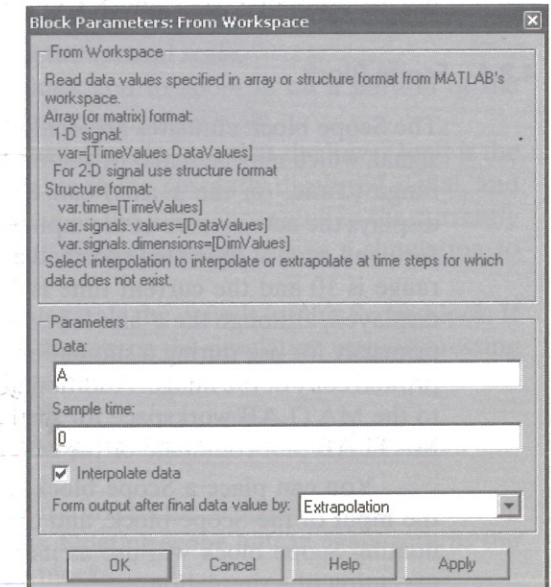 Block Parameters: From Workspace
From Workspace
Read data values specified in array or structure format from MATLAB's
workspace.
Array (or matrix) format:
1-D signal:
var=[TimeValues DataValues]
For 2-D signal use structure format
Structure format:
var.time=[TimeValues]
var.signals.values=[DataValues]
var.signals.dimensions=[DimValues]
Select interpolation to interpolate or extrapolate at time steps for which
data does not exist.
Parameters
Data:
A
Sample time:
0
Interpolate data
Form output after final data value by: Extrapolation
OK Cancel Help Apply